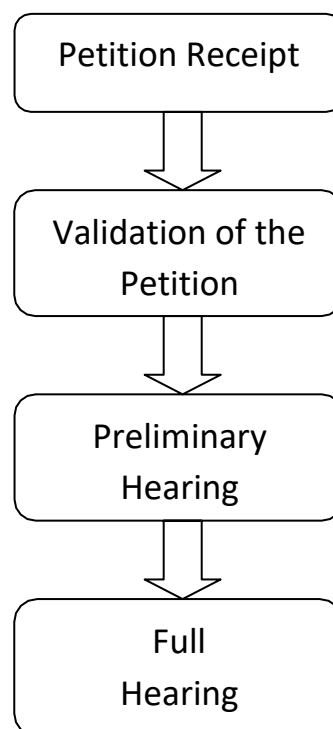 Petition Receipt
Validation of the
Petition
Preliminary
Hearing
Full
Hearing